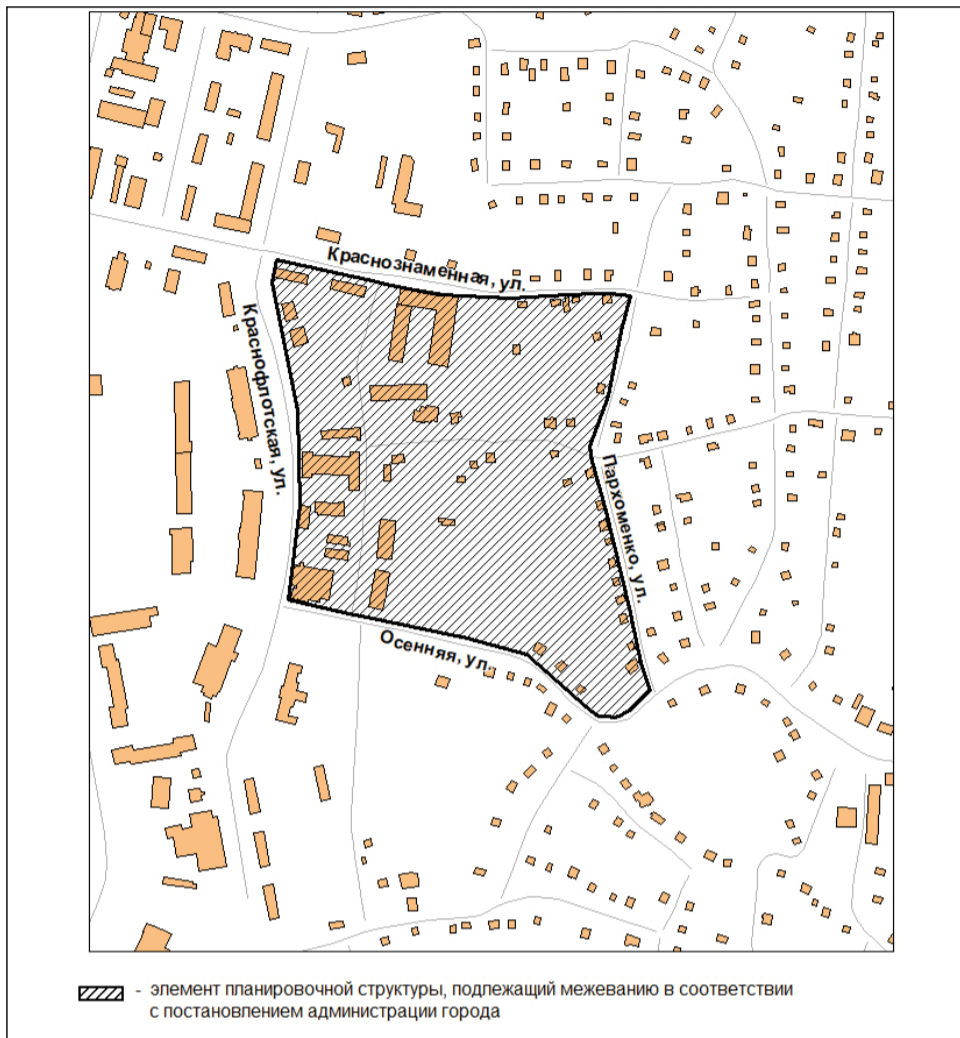 Краснознаменная, ул.
Краснофлотская, ул.
Пархоменко, ул.
Осенняя, ул.
- элемент планировочной структуры, подлежащий межеванию в соответствии
с постановлением администрации города